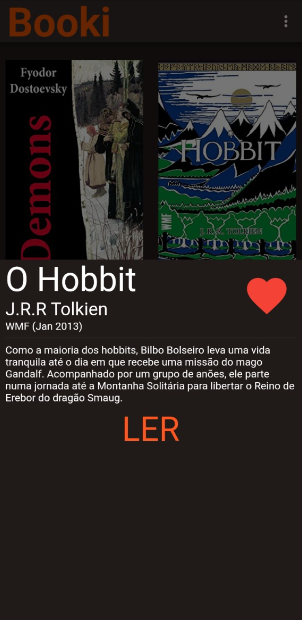 Booki
Fyodor
Dostoevsky
Demons
HOBBIT
WMF
J.R.R. TOLKIEN
O Hobbit
J.R.R Tolkien
WMF (Jan 2013)
Como a maioria dos hobbits, Bilbo Bolseiro leva uma vida
tranquila até o dia em que recebe uma missão do mago
Gandalf. Acompanhado por um grupo de anões, ele parte
numa jornada até a Montanha Solitária para libertar o Reino de
Erebor do dragão Smaug.
LER